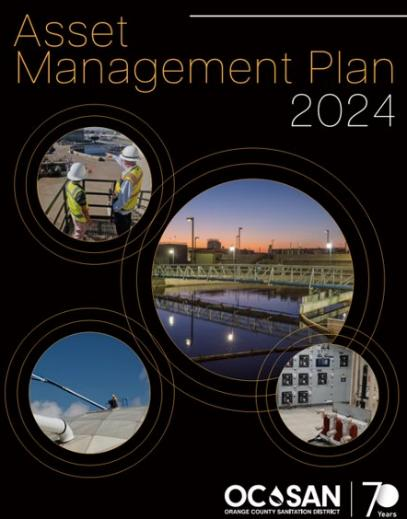 Asset
Management Plan
2024
OCSAN
ORANGE COUNTY SANITATION DISTRICT
70
Years